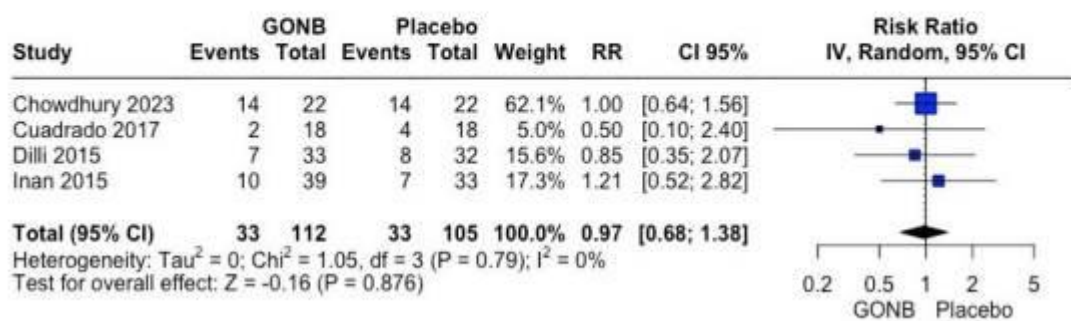 GONB Placebo Risk Ratio
Study Events Total Events Total Weight RR CI 95% IV, Random, 95% CI
Chowdhury 2023 14 22 14 22 62.1% 1.00 [0.64; 1.56]
Cuadrado 2017 2 18 4 18 5.0% 0.50 [0.10; 2.40]
Dilli 2015 7 33 8 32 15.6% 0.85 [0.35; 2.07]
Inan 2015 10 39 7 33 17.3% 1.21 [0.52; 2.82]
Total (95% CI) 33 112 33 105 100.0% 0.97 [0.68; 1.38]
Heterogeneity: Tau² = 0; Chi² = 1.05, df = 3 (P = 0.79); I² = 0%
Test for overall effect: Z = -0.16 (P = 0.876)
0.2 0.5 1 2 5
GONB Placebo